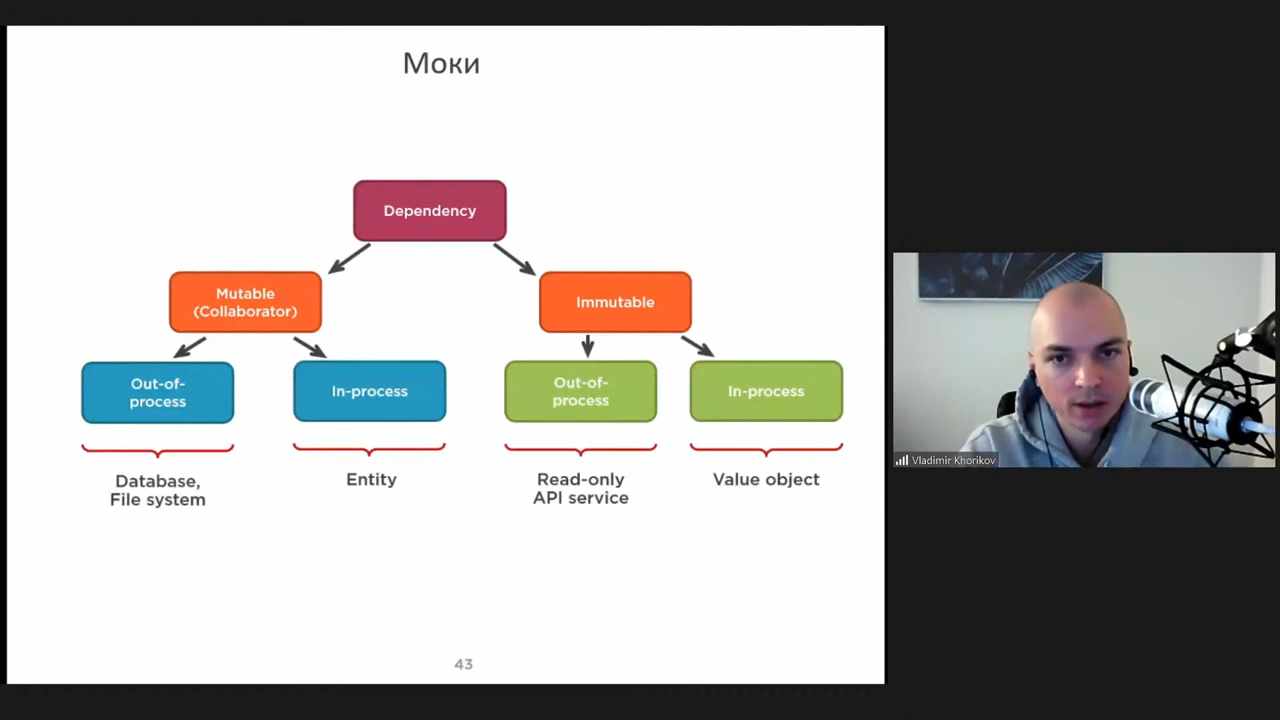 Моки
Dependency
Mutable
(Collaborator)
Immutable
Out-of-
process
In-process
Out-of-
process
In-process
Database,
File system
Entity
Read-only
API service
Value object
43
Vladimir Khorikov